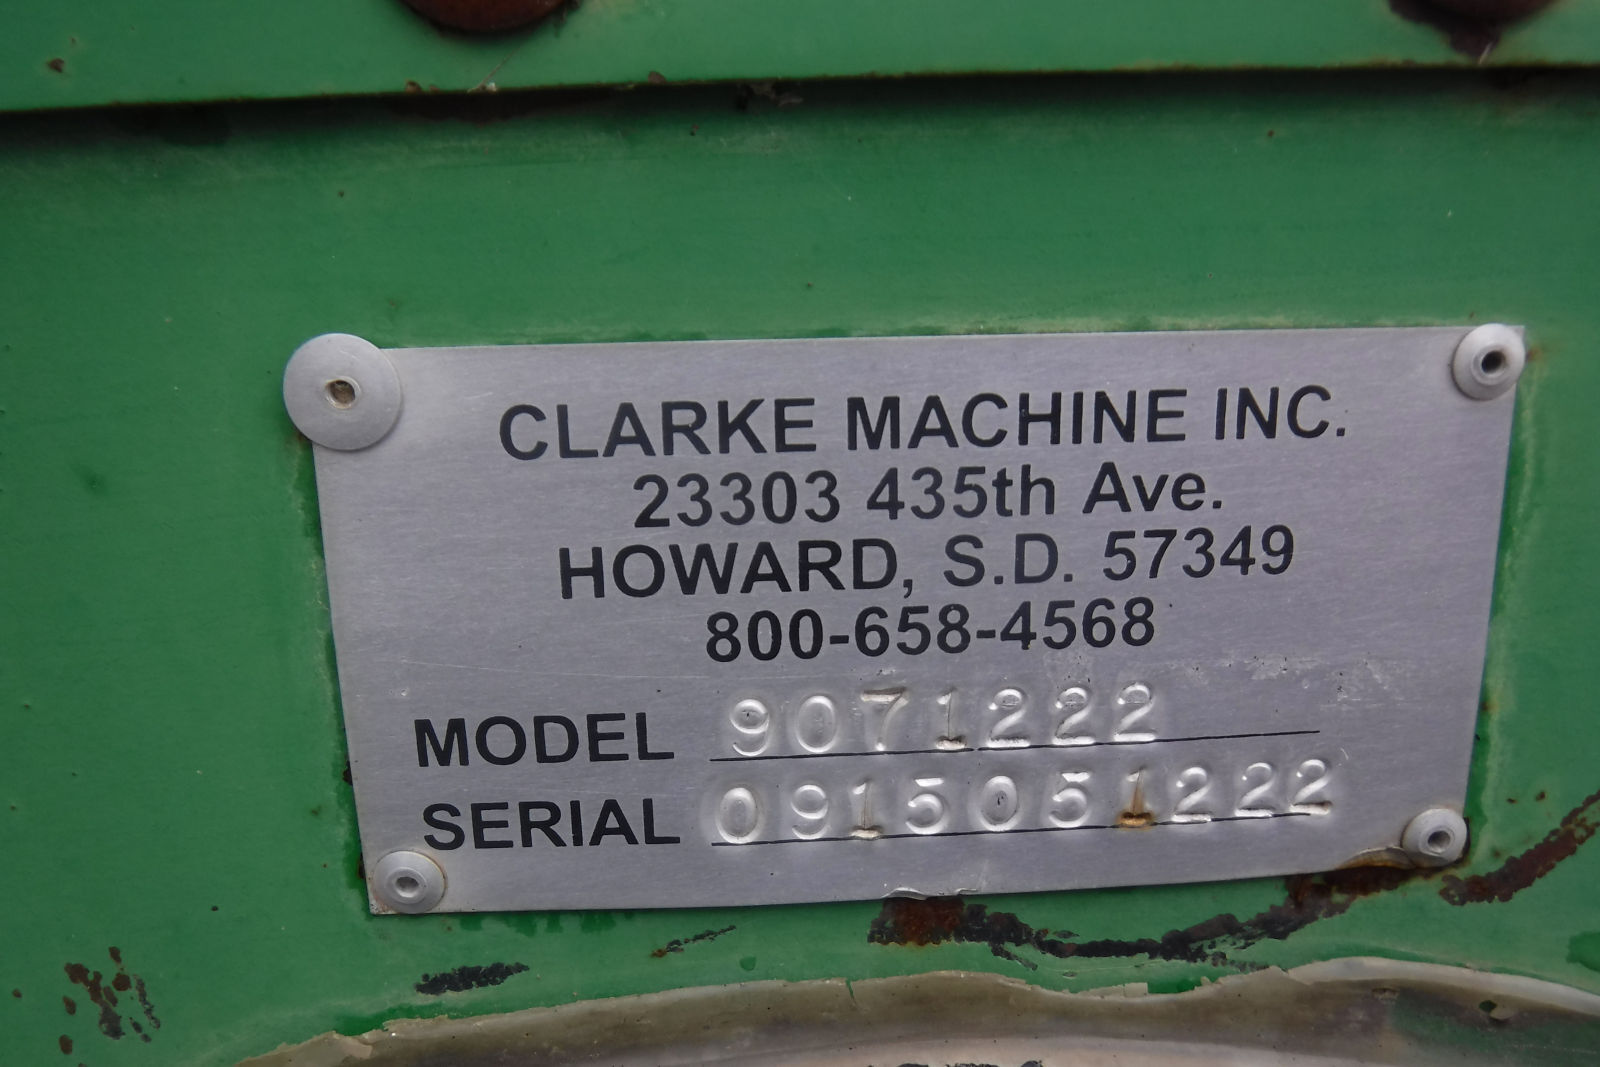 CLARKE MACHINE INC.
23303 435th Ave.
HOWARD, S.D. 57349
800-658-4568
MODEL 9071222
SERIAL 0915051222